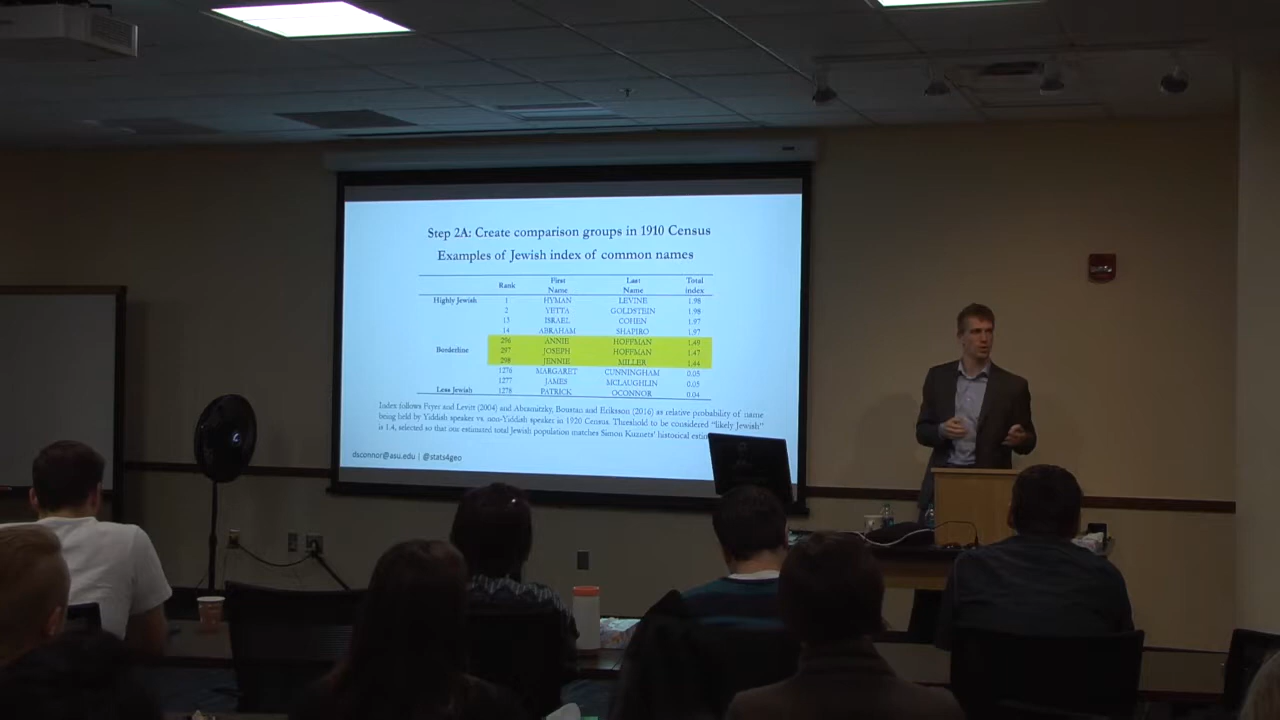 Step 2A: Create comparison groups in 1910 Census
Examples of Jewish index of common names
Rank First Name Last Name Total index
Highly Jewish 1 HYMAN LEVINE 1.98
2 YETTA GOLDSTEIN 1.98
13 ISRAEL COHEN 1.97
14 ABRAHAM SHAPIRO 1.97
296 ANNIE HOFFMAN 1.49
Borderline 297 JOSEPH HOFFMAN 1.47
298 JENNIE MILLER 1.44
1276 MARGARET CUNNINGHAM 0.05
1277 JAMES MCLAUGHLIN 0.05
Less Jewish 1278 PATRICK OCONNOR 0.04
Index follows Fryer and Levitt (2004) and Abramitzky, Boustan and Eriksson (2016) as relative probability of name
being held by Yiddish speaker vs. non-Yiddish speaker in 1920 Census. Threshold to be considered "likely Jewish"
is 1.4, selected so that our estimated total Jewish population matches Simon Kuznets' historical
dsconnor@asu.edu | @stats4geo